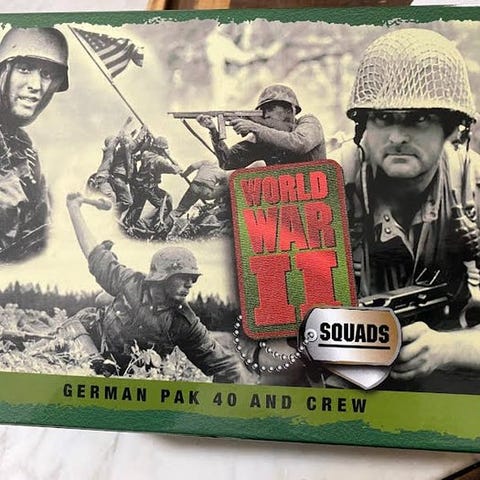 WORLD
WAR
II
SQUADS
GERMAN PAK 40 AND CREW